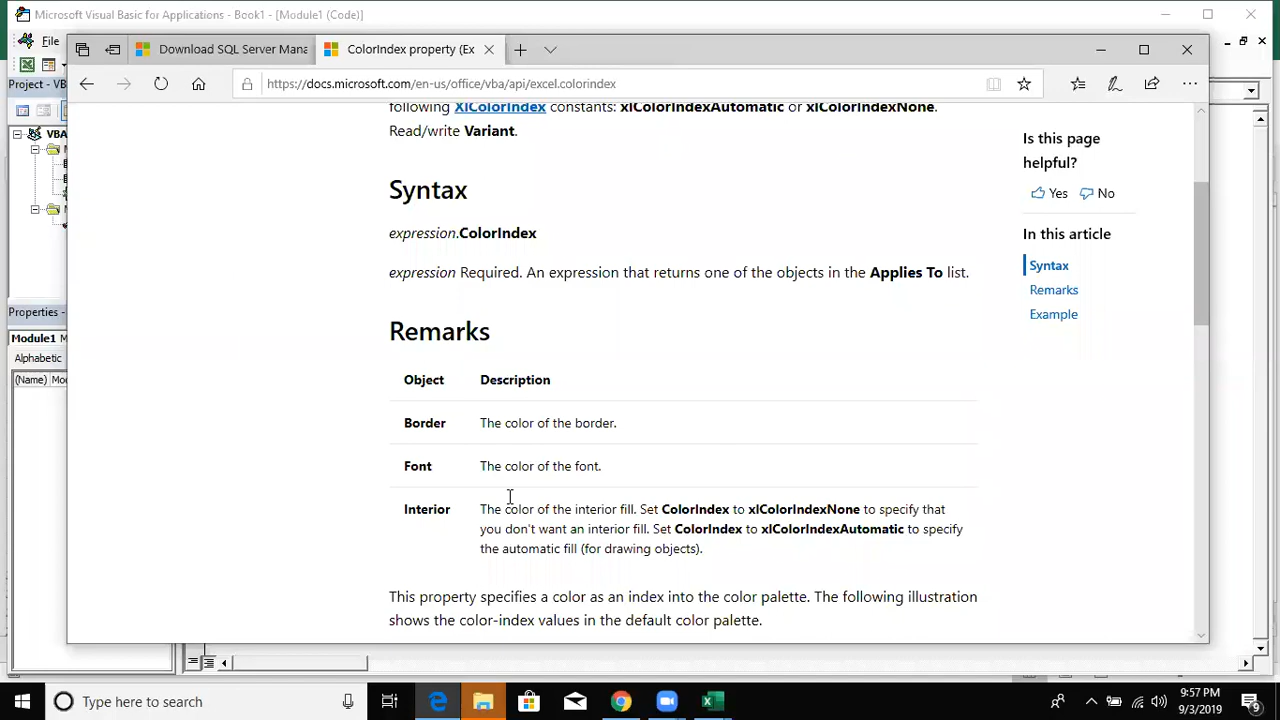 Microsoft Visual Basic for Applications - Book1 - [Module1 (Code)]
File
Download SQL Server Mana
ColorIndex property (Ex
https://docs.microsoft.com/en-us/office/vba/api/excel.colorindex
Project - VB
VBA
following XlColorIndex constants: xlColorIndexAutomatic or xlColorIndexNone.
Read/write Variant.
Is this page
helpful?
Yes
No
Syntax
In this article
expression.ColorIndex
Syntax
expression Required. An expression that returns one of the objects in the Applies To list.
Remarks
Example
Properties -
Module1 M
Alphabetic
(Name) Mod
Remarks
Object Description
Border The color of the border.
Font The color of the font.
Interior The color of the interior fill. Set ColorIndex to xlColorIndexNone to specify that
you don't want an interior fill. Set ColorIndex to xlColorIndexAutomatic to specify
the automatic fill (for drawing objects).
This property specifies a color as an index into the color palette. The following illustration
shows the color-index values in the default color palette.
Type here to search
9:57 PM
9/3/2019
9